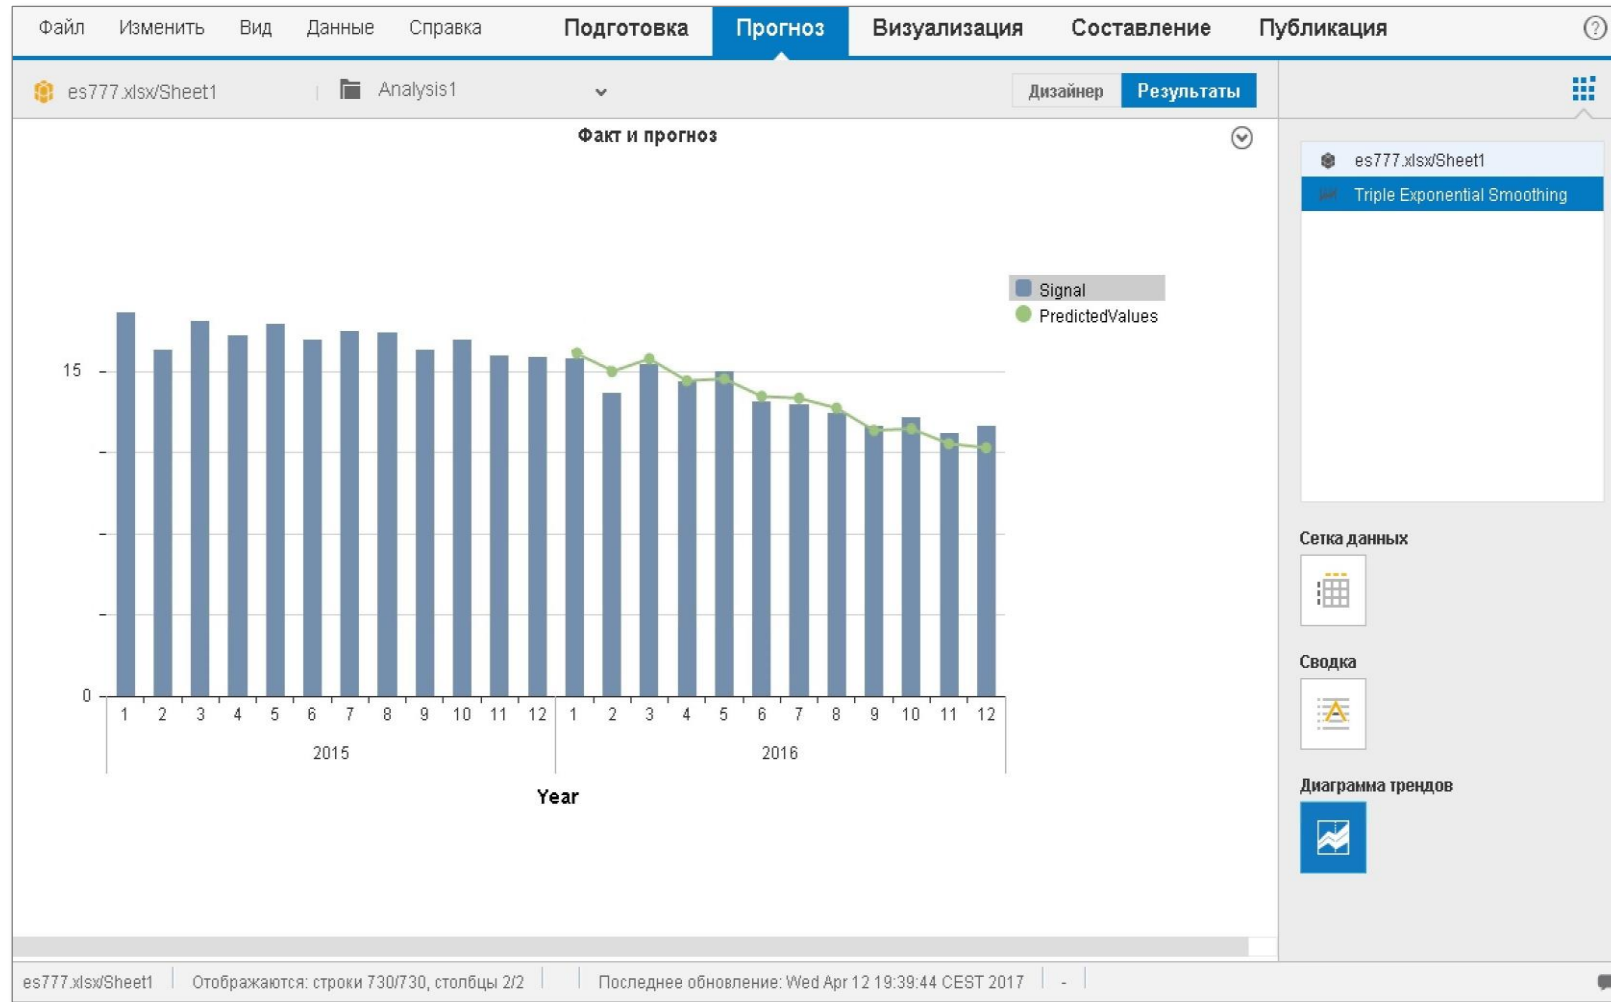 Файл Изменить Вид Данные Справка Подготовка Прогноз Визуализация Составление Публикация ?
es777.xlsx/Sheet1 Analysis1 Дизайнер Результаты
Факт и прогноз
es777.xlsx/Sheet1
Triple Exponential Smoothing
Signal
PredictedValues
15
0
1 2 3 4 5 6 7 8 9 10 11 12 1 2 3 4 5 6 7 8 9 10 11 12
2015 2016
Year
Сетка данных
Сводка
Диаграмма трендов
es777.xlsx/Sheet1 Отображаются: строки 730/730, столбцы 2/2 Последнее обновление: Wed Apr 12 19:39:44 CEST 2017 -